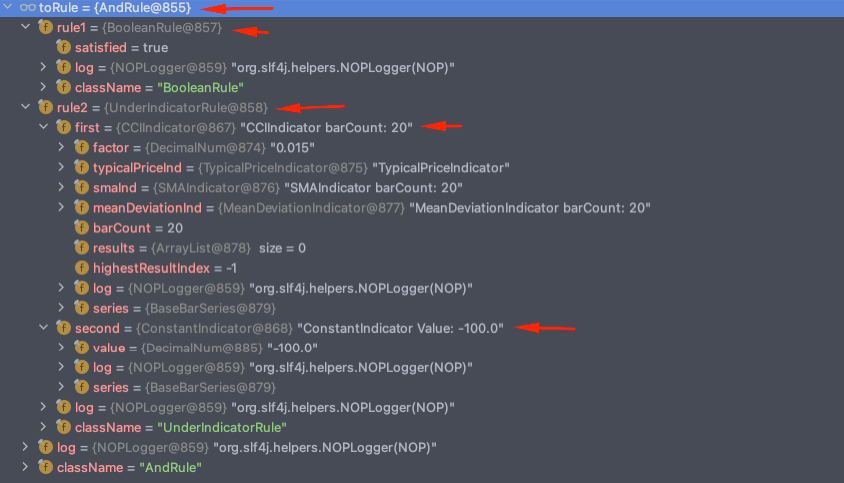 toRule = {AndRule@855}
f rule1 = {BooleanRule@857}
f satisfied = true
f log = {NOPLogger@859} "org.slf4j.helpers.NOPLogger(NOP)"
f className = "BooleanRule"
f rule2 = {UnderIndicatorRule@858}
f first = {CCIIndicator@867} "CCIIndicator barCount: 20"
f factor = {DecimalNum@874} "0.015"
f typicalPriceInd = {TypicalPriceIndicator@875} "TypicalPriceIndicator"
f smaInd = {SMAIndicator@876} "SMAIndicator barCount: 20"
f meanDeviationInd = {MeanDeviationIndicator@877} "MeanDeviationIndicator barCount: 20"
f barCount = 20
f results = {ArrayList@878} size = 0
f highestResultIndex = -1
f log = {NOPLogger@859} "org.slf4j.helpers.NOPLogger(NOP)"
f series = {BaseBarSeries@879}
f second = {ConstantIndicator@868} "ConstantIndicator Value: -100.0"
f value = {DecimalNum@885} "-100.0"
f log = {NOPLogger@859} "org.slf4j.helpers.NOPLogger(NOP)"
f series = {BaseBarSeries@879}
f log = {NOPLogger@859} "org.slf4j.helpers.NOPLogger(NOP)"
f className = "UnderIndicatorRule"
f log = {NOPLogger@859} "org.slf4j.helpers.NOPLogger(NOP)"
f className = "AndRule"